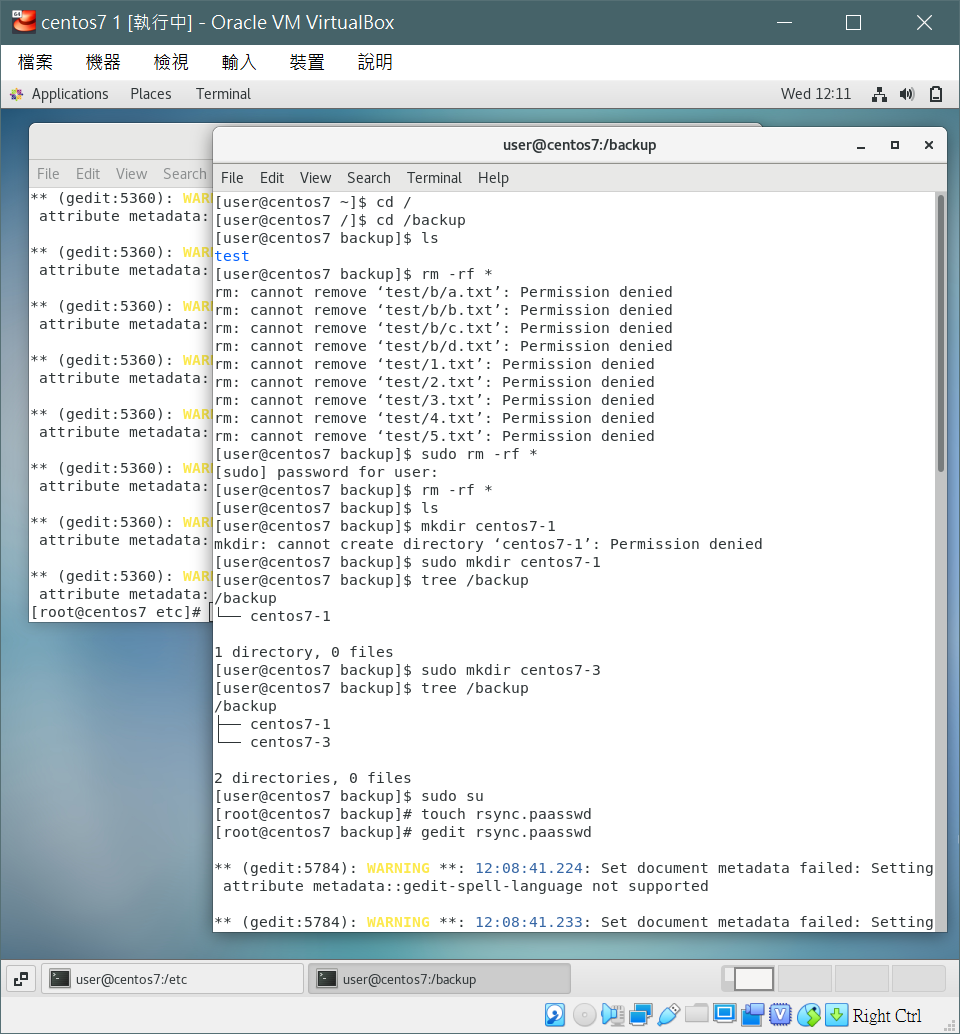 centos7 1 [執行中] - Oracle VM VirtualBox
檔案 機器 檢視 輸入 裝置 說明
Applications Places Terminal Wed 12:11
File Edit View Search
** (gedit:5360): WAR
attribute metadata:
** (gedit:5360): WAR
attribute metadata:
** (gedit:5360): WAR
attribute metadata:
** (gedit:5360): WAR
attribute metadata:
** (gedit:5360): WAR
attribute metadata:
** (gedit:5360): WAR
attribute metadata:
** (gedit:5360): WAR
attribute metadata:
** (gedit:5360): WAR
attribute metadata:
[root@centos7 etc]#
user@centos7:/backup
File Edit View Search Terminal Help
[user@centos7 ~]$ cd /
[user@centos7 /]$ cd /backup
[user@centos7 backup]$ ls
test
[user@centos7 backup]$ rm -rf *
rm: cannot remove ‘test/b/a.txt’: Permission denied
rm: cannot remove ‘test/b/b.txt’: Permission denied
rm: cannot remove ‘test/b/c.txt’: Permission denied
rm: cannot remove ‘test/b/d.txt’: Permission denied
rm: cannot remove ‘test/1.txt’: Permission denied
rm: cannot remove ‘test/2.txt’: Permission denied
rm: cannot remove ‘test/3.txt’: Permission denied
rm: cannot remove ‘test/4.txt’: Permission denied
rm: cannot remove ‘test/5.txt’: Permission denied
[user@centos7 backup]$ sudo rm -rf *
[sudo] password for user:
[user@centos7 backup]$ rm -rf *
[user@centos7 backup]$ ls
[user@centos7 backup]$ mkdir centos7-1
mkdir: cannot create directory ‘centos7-1’: Permission denied
[user@centos7 backup]$ sudo mkdir centos7-1
[user@centos7 backup]$ tree /backup
/backup
└── centos7-1
1 directory, 0 files
[user@centos7 backup]$ sudo mkdir centos7-3
[user@centos7 backup]$ tree /backup
/backup
├── centos7-1
└── centos7-3
2 directories, 0 files
[user@centos7 backup]$ sudo su
[root@centos7 backup]# touch rsync.paasswd
[root@centos7 backup]# gedit rsync.paasswd
** (gedit:5784): WARNING **: 12:08:41.224: Set document metadata failed: Setting
attribute metadata::gedit-spell-language not supported
** (gedit:5784): WARNING **: 12:08:41.233: Set document metadata failed: Setting
user@centos7:/etc
user@centos7:/backup
Right Ctrl